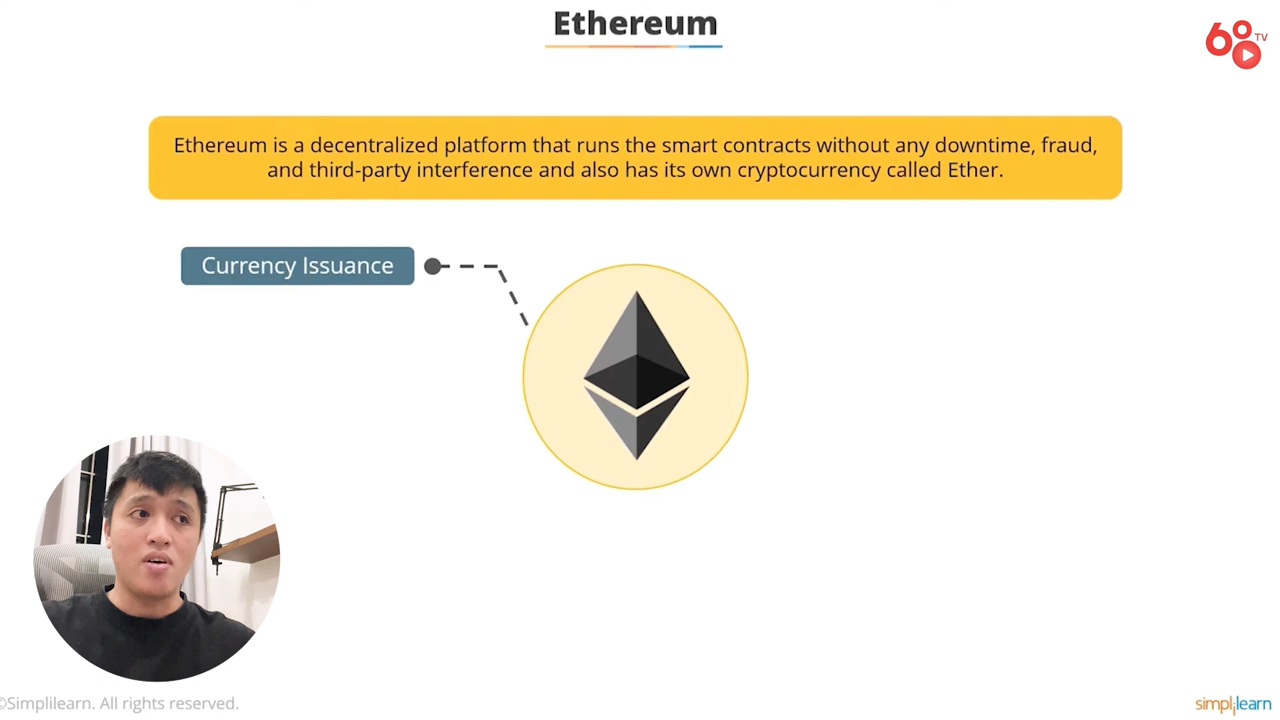 Ethereum
60 TV
Ethereum is a decentralized platform that runs the smart contracts without any downtime, fraud,
and third-party interference and also has its own cryptocurrency called Ether.
Currency Issuance
©Simplilearn. All rights reserved.
simplilearn